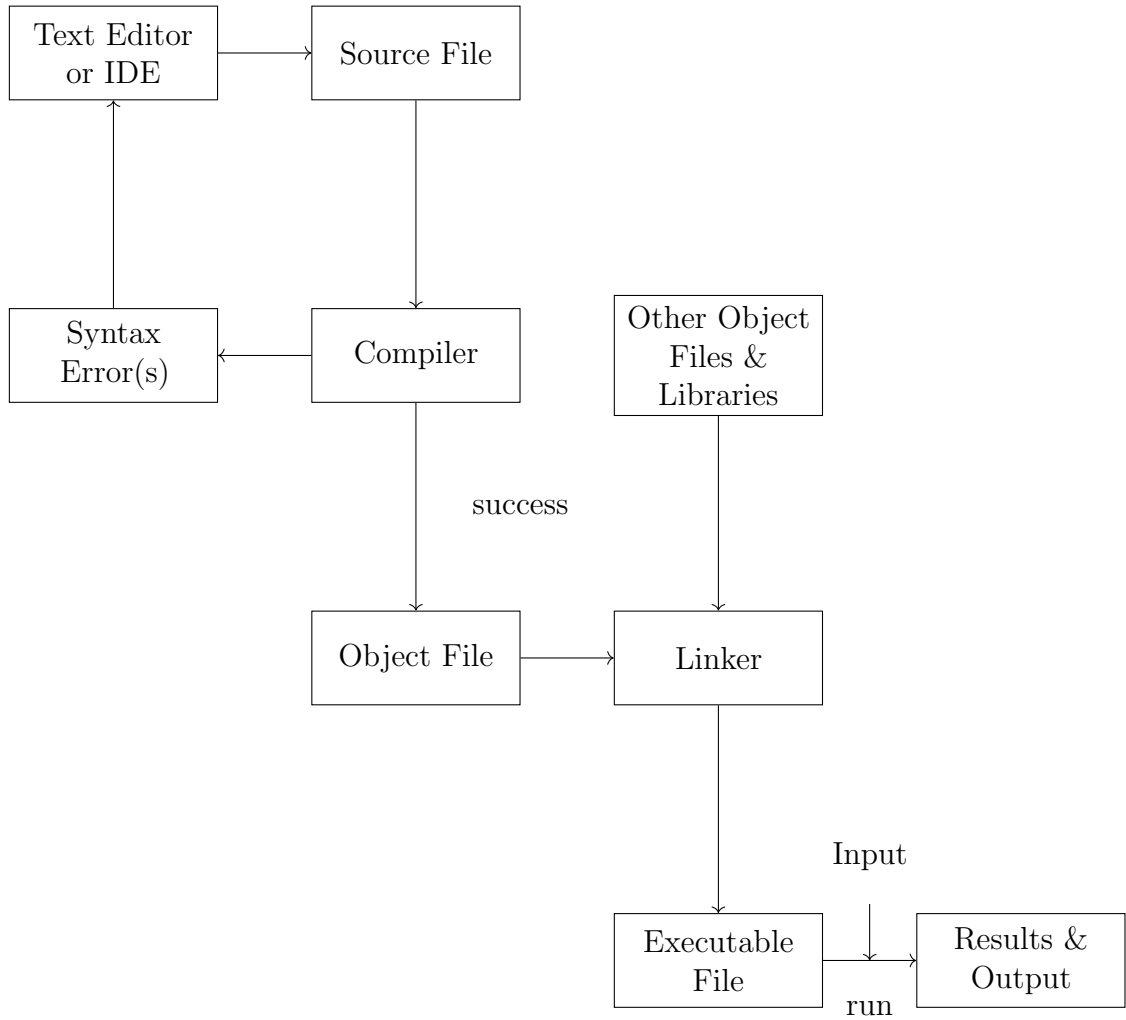 Text Editor
or IDE
Source File
Syntax
Error(s)
Compiler
Other Object
Files &
Libraries
success
Object File
Linker
Input
Executable
File
run
Results &
Output